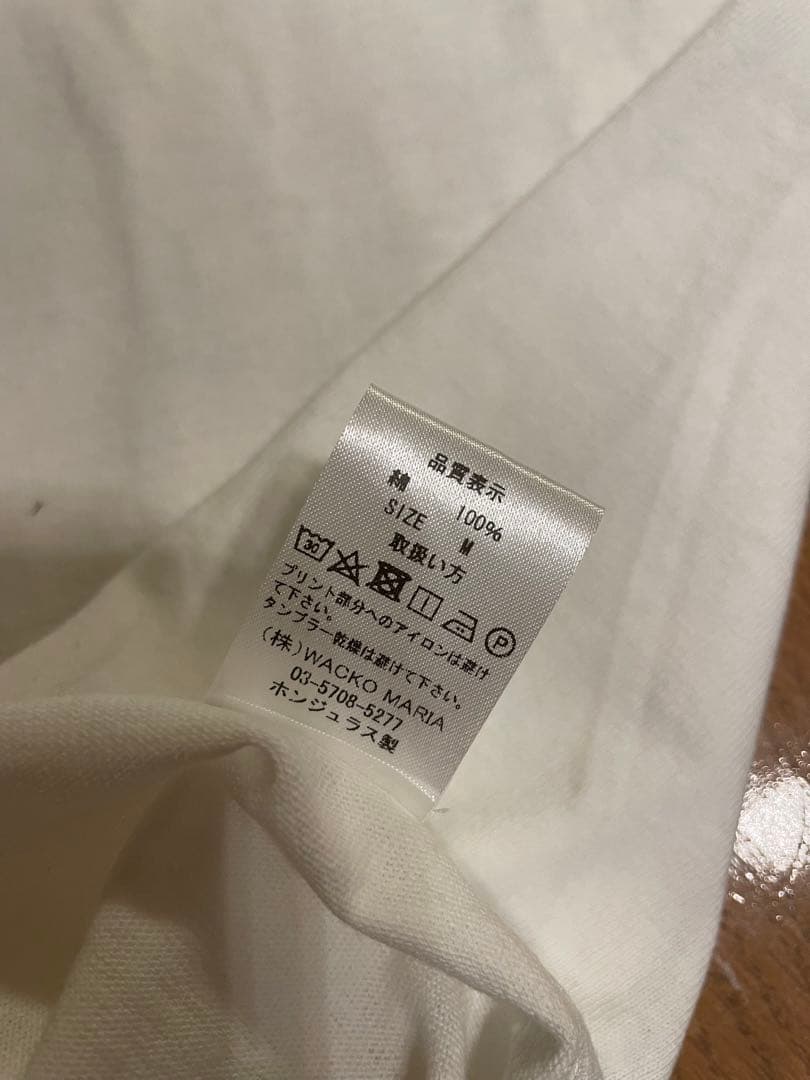 品質表示
綿 100%
SIZE M
取扱い方
30 P
プリント部分へのアイロンは避け
て下さい。
タンブラー乾燥は避けて下さい。
(株)WACKO MARIA
03-5708-5277
ホンジュラス製